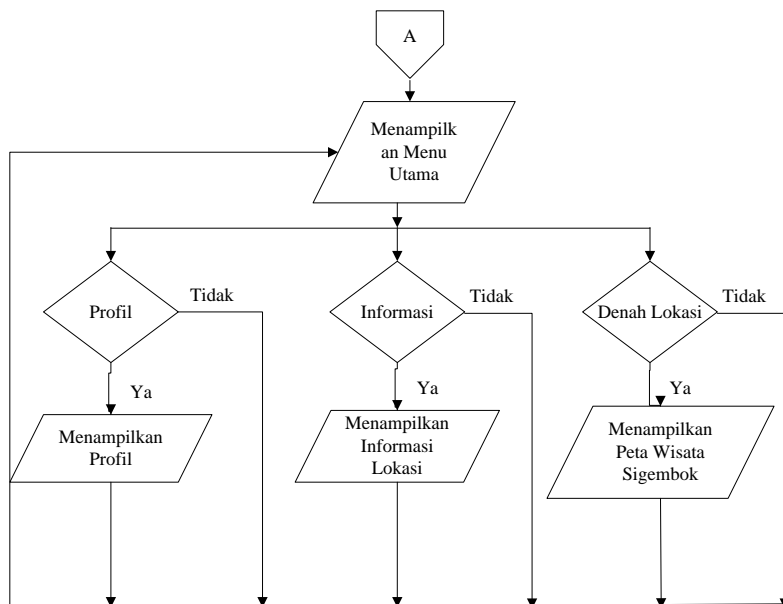 A
Menampilk
an Menu
Utama
Profil
Tidak
Informasi
Tidak
Denah Lokasi
Tidak
Ya
Ya
Ya
Menampilkan
Profil
Menampilkan
Informasi
Lokasi
Menampilkan
Peta Wisata
Sigembok